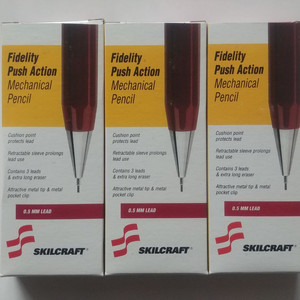 Fidelity
Push Action
Mechanical
Pencil
Cushion point
protects lead
Retractable sleeve prolongs
lead use
Contains 3 leads
& extra long eraser
Attractive metal tip & metal
pocket clip
0.5 MM LEAD
SKILCRAFT®
Fidelity
Push Action
Mechanical
Pencil
Cushion point
protects lead
Retractable sleeve prolongs
lead use
Contains 3 leads
& extra long eraser
Attractive metal tip & metal
pocket clip
0.5 MM LEAD
SKILCRAFT®
Fidelity
Push Action
Mechanical
Pencil
Cushion point
protects lead
Retractable sleeve prolongs
lead use
Contains 3 leads
& extra long eraser
Attractive metal tip & metal
pocket clip
0.5 MM LEAD
SKILCRAFT®